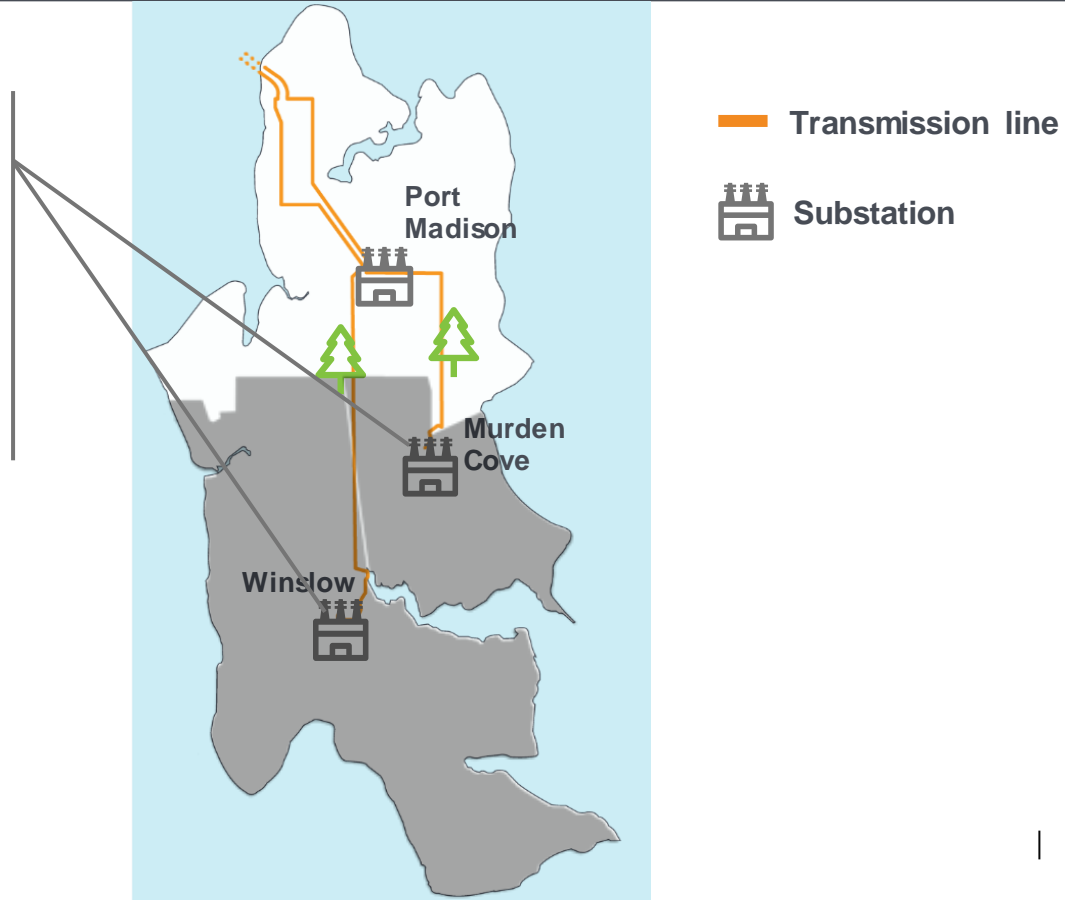 Transmission line
Port
Madison
Substation
Murden
Cove
Winslow
|